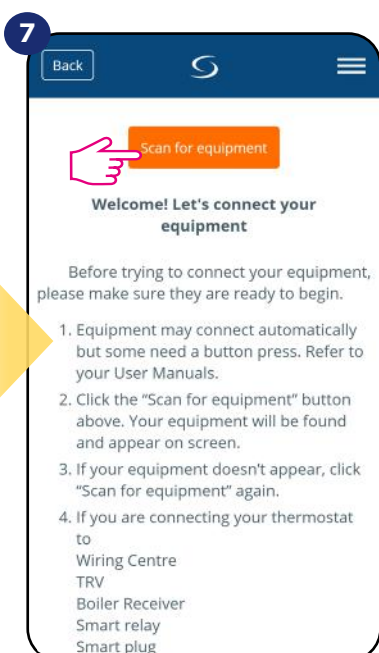 7
Back
Scan for equipment
Welcome! Let's connect your
equipment
Before trying to connect your equipment,
please make sure they are ready to begin.
1. Equipment may connect automatically
but some need a button press. Refer to
your User Manuals.
2. Click the “Scan for equipment” button
above. Your equipment will be found
and appear on screen.
3. If your equipment doesn't appear, click
“Scan for equipment” again.
4. If you are connecting your thermostat
to
Wiring Centre
TRV
Boiler Receiver
Smart relay
Smart plug